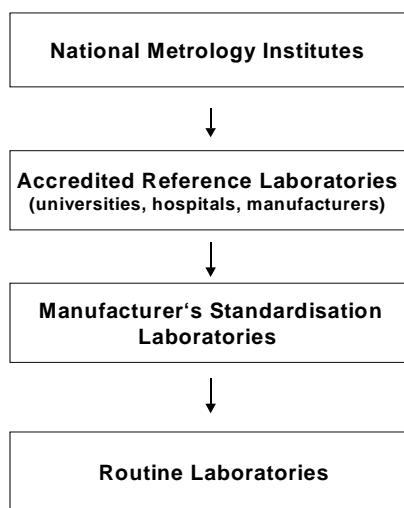 National Metrology Institutes
Accredited Reference Laboratories
(universities, hospitals, manufacturers)
Manufacturer‘s Standardisation
Laboratories
Routine Laboratories